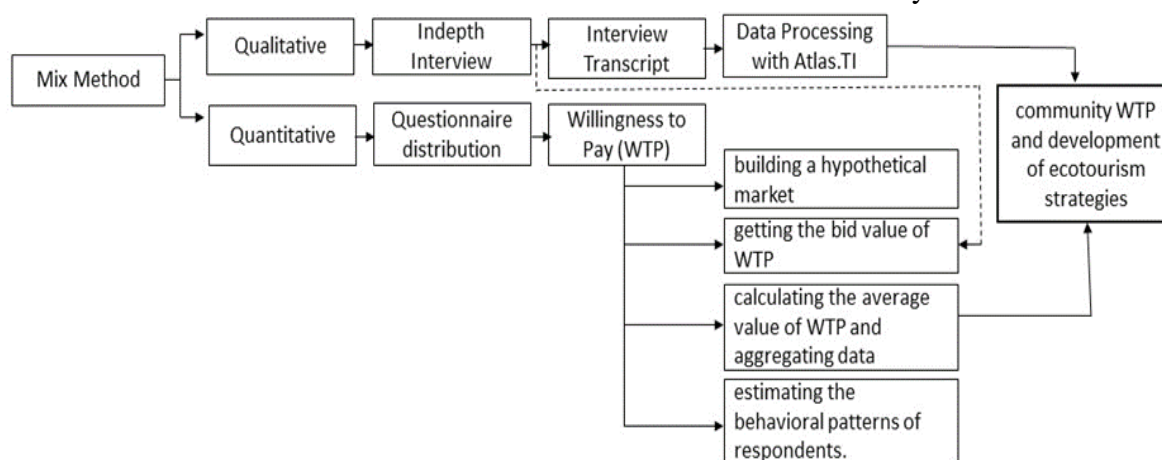 Mix Method
Qualitative
Indepth
Interview
Interview
Transcript
Data Processing
with Atlas.TI
Quantitative
Questionnaire
distribution
Willingness to
Pay (WTP)
building a hypothetical
market
getting the bid value of
WTP
calculating the average
value of WTP and
aggregating data
estimating the
behavioral patterns of
respondents.
community WTP
and development
of ecotourism
strategies